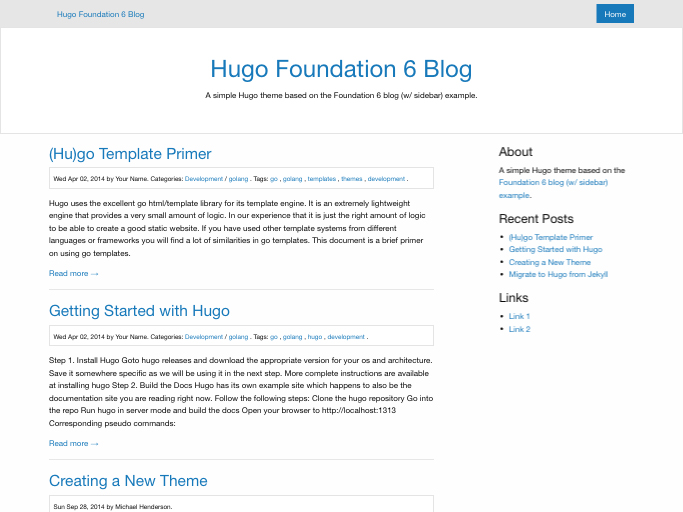 Hugo Foundation 6 Blog
Home
Hugo Foundation 6 Blog
A simple Hugo theme based on the Foundation 6 blog (w/ sidebar) example.
(Hu)go Template Primer
Wed Apr 02, 2014 by Your Name. Categories: Development / golang . Tags: go , golang , templates , themes , development .
Hugo uses the excellent go html/template library for its template engine. It is an extremely lightweight
engine that provides a very small amount of logic. In our experience that it is just the right amount of logic
to be able to create a good static website. If you have used other template systems from different
languages or frameworks you will find a lot of similarities in go templates. This document is a brief primer
on using go templates.
Read more →
Getting Started with Hugo
Wed Apr 02, 2014 by Your Name. Categories: Development / golang . Tags: go , golang , hugo , development .
Step 1. Install Hugo Goto hugo releases and download the appropriate version for your os and architecture.
Save it somewhere specific as we will be using it in the next step. More complete instructions are available
at installing hugo Step 2. Build the Docs Hugo has its own example site which happens to also be the
documentation site you are reading right now. Follow the following steps: Clone the hugo repository Go into
the repo Run hugo in server mode and build the docs Open your browser to http://localhost:1313
Corresponding pseudo commands:
Read more →
Creating a New Theme
Sun Sep 28, 2014 by Michael Henderson.
About
A simple Hugo theme based on the
Foundation 6 blog (w/ sidebar)
example.
Recent Posts
• (Hu)go Template Primer
• Getting Started with Hugo
• Creating a New Theme
• Migrate to Hugo from Jekyll
Links
• Link 1
• Link 2